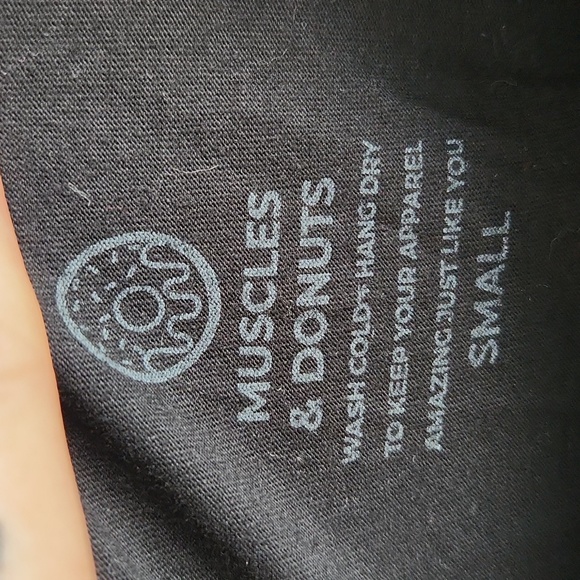 MUSCLES
& DONUTS
WASH COLD + HANG DRY
TO KEEP YOUR APPAREL
AMAZING JUST LIKE YOU
SMALL